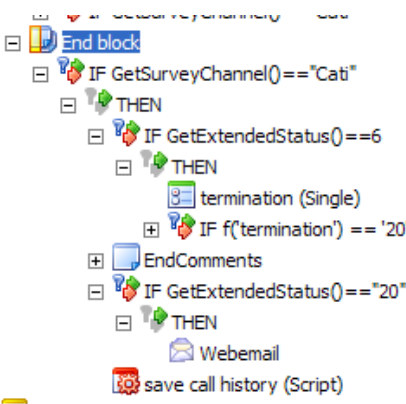 End block
IF GetSurveyChannel()=="Cati"
THEN
IF GetExtendedStatus()==6
THEN
termination (Single)
IF f('termination') == '20
EndComments
IF GetExtendedStatus()=="20"
THEN
Webemail
save call history (Script)